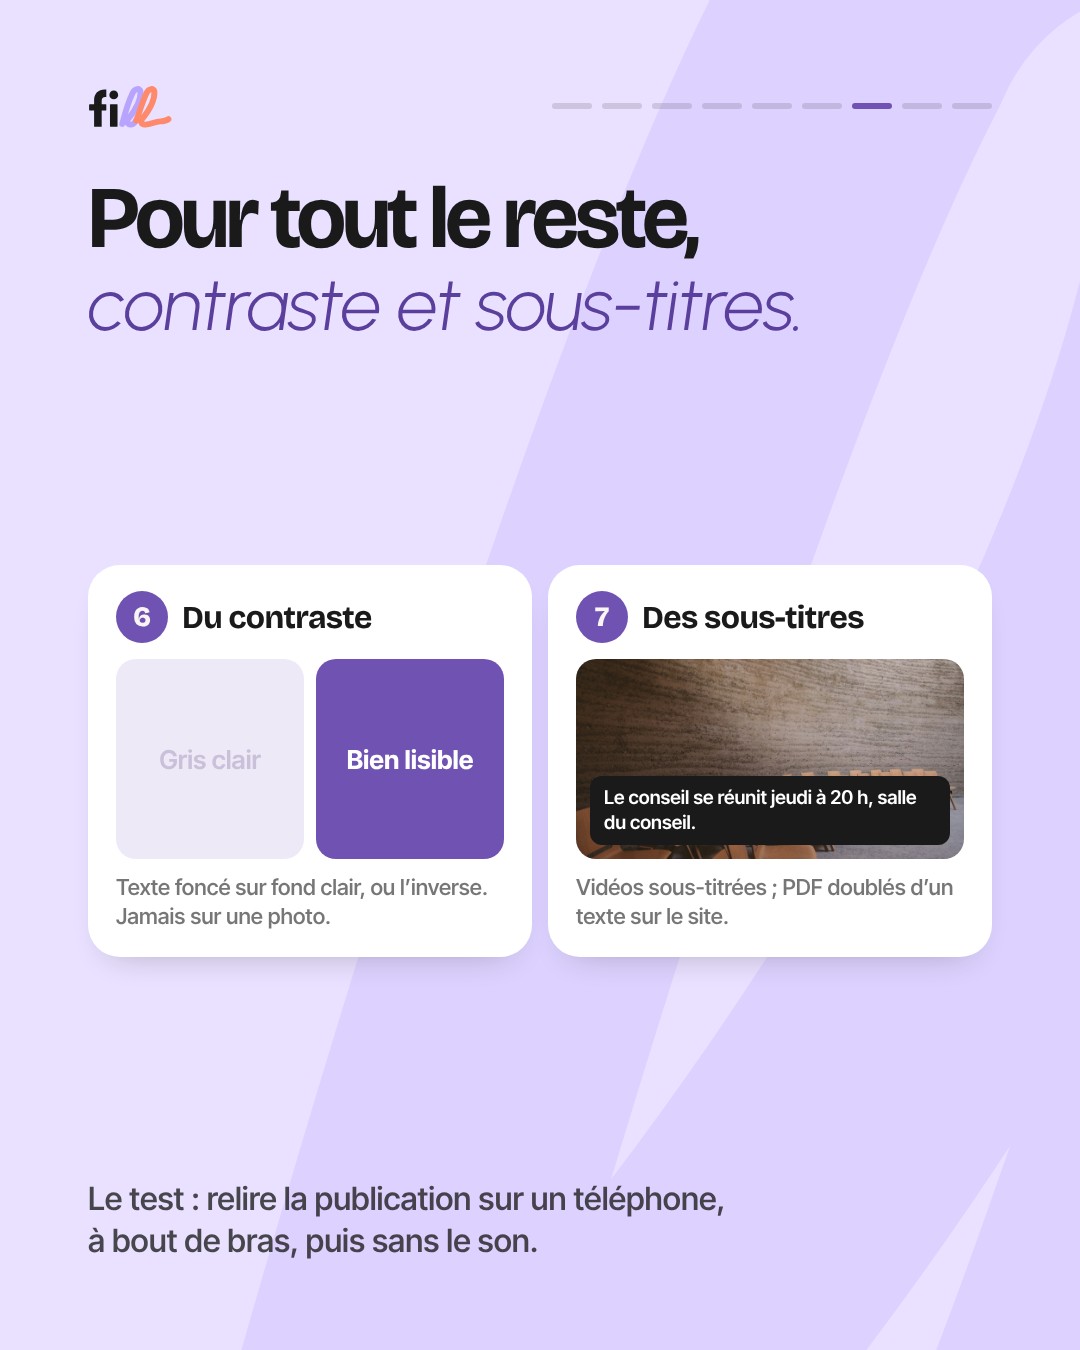 fill
Pour tout le reste,
contraste et sous-titres.
6 Du contraste
Gris clair
Bien lisible
Texte foncé sur fond clair, ou l’inverse.
Jamais sur une photo.
7 Des sous-titres
Le conseil se réunit jeudi à 20 h, salle
du conseil.
Vidéos sous-titrées ; PDF doublés d’un
texte sur le site.
Le test : relire la publication sur un téléphone,
à bout de bras, puis sans le son.